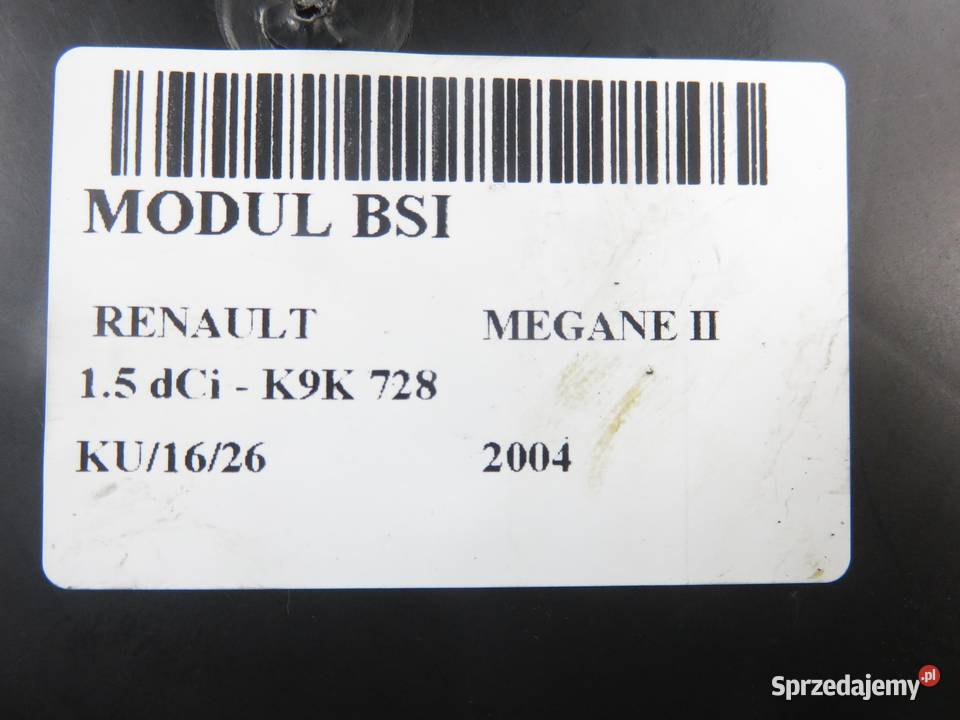 MODUL BSI
RENAULT MEGANE II
1.5 dCi - K9K 728
KU/16/26 2004
Sprzedajemy.pl